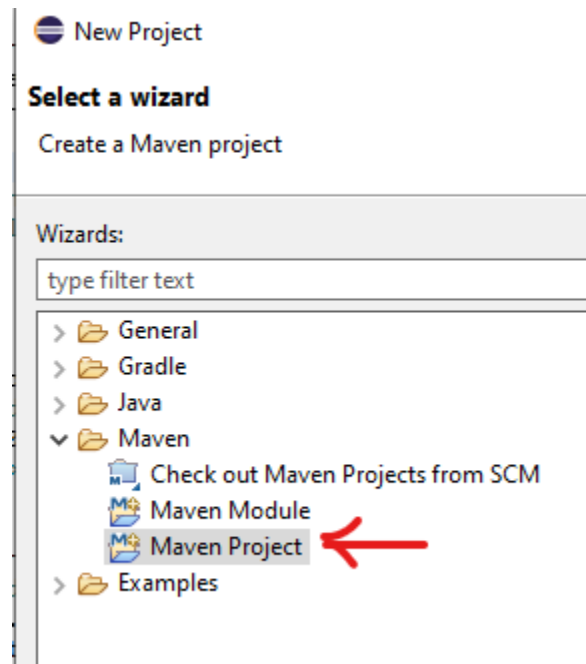 New Project
Select a wizard
Create a Maven project
Wizards:
type filter text
General
Gradle
Java
Maven
Check out Maven Projects from SCM
Maven Module
Maven Project
Examples